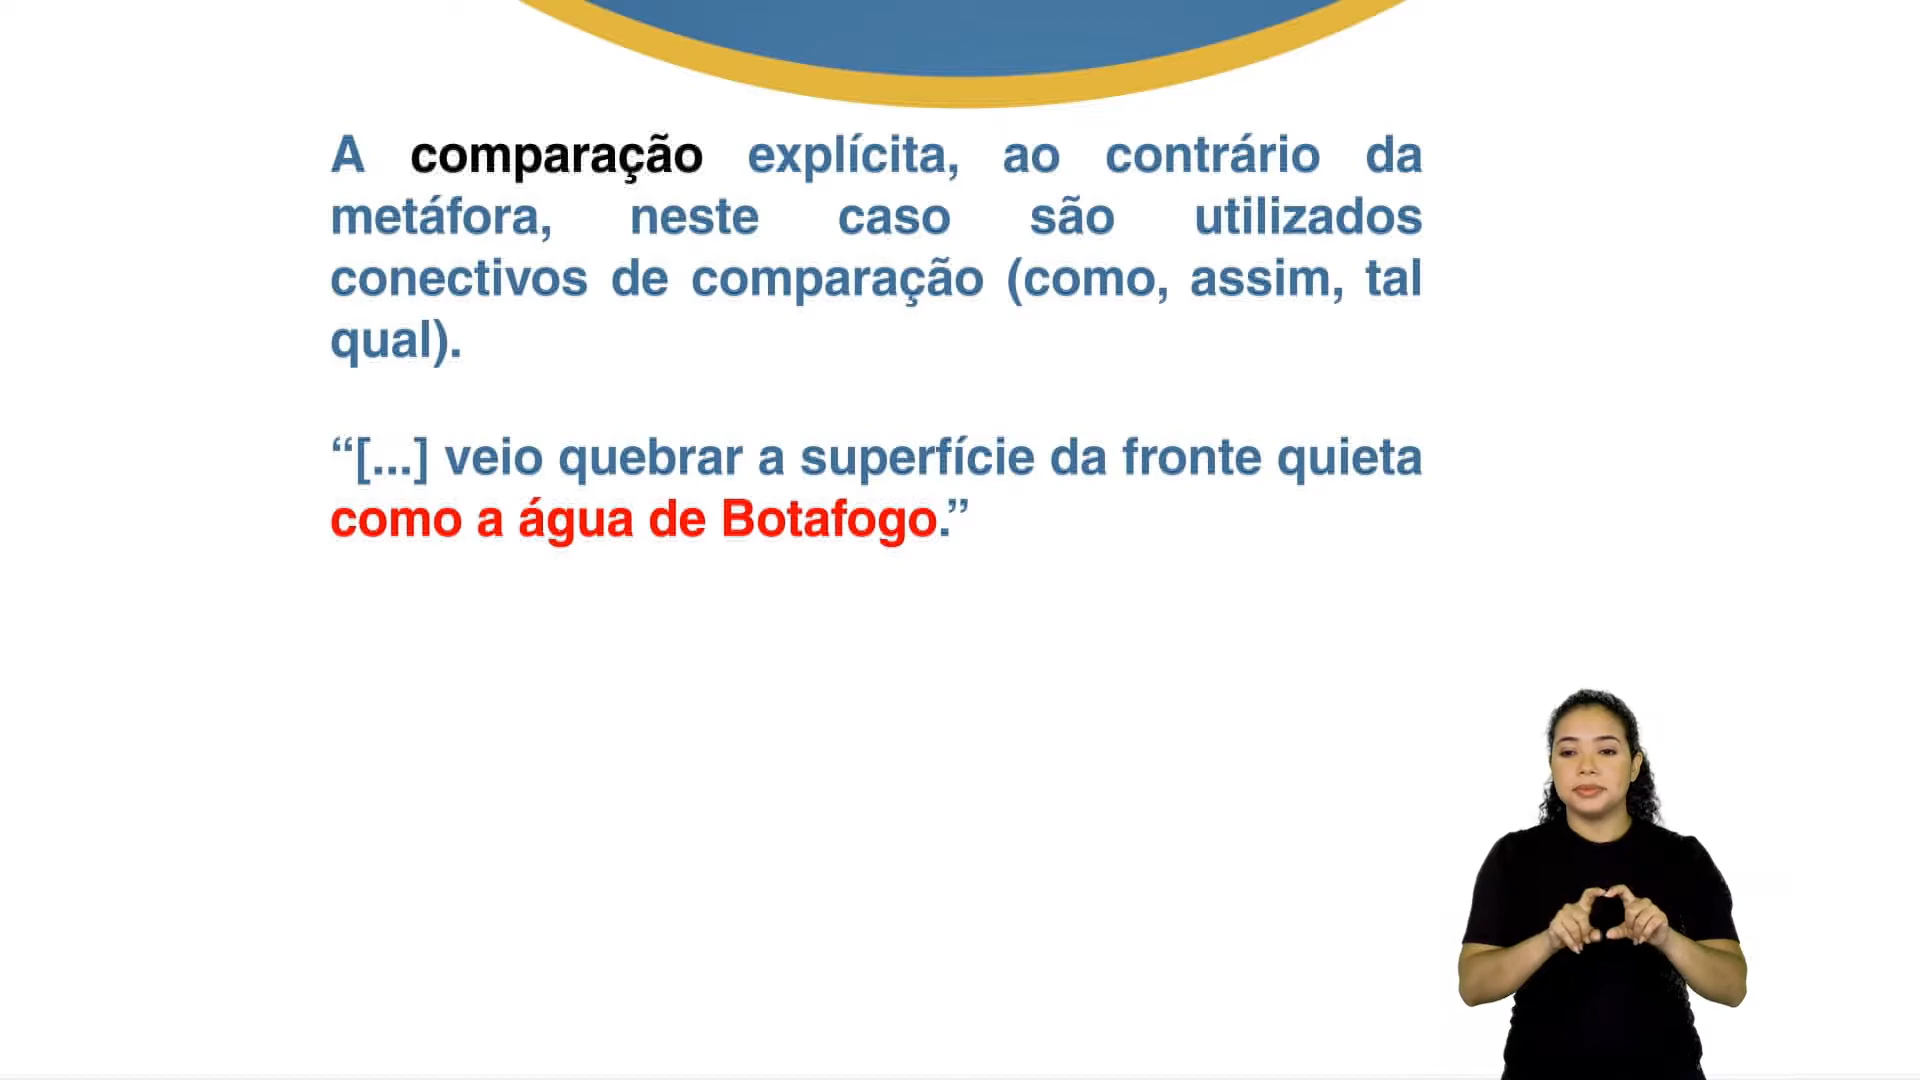 A comparação explícita, ao contrário da
metáfora, neste caso são utilizados
conectivos de comparação (como, assim, tal
qual).
“[...] veio quebrar a superfície da fronte quieta
como a água de Botafogo.”